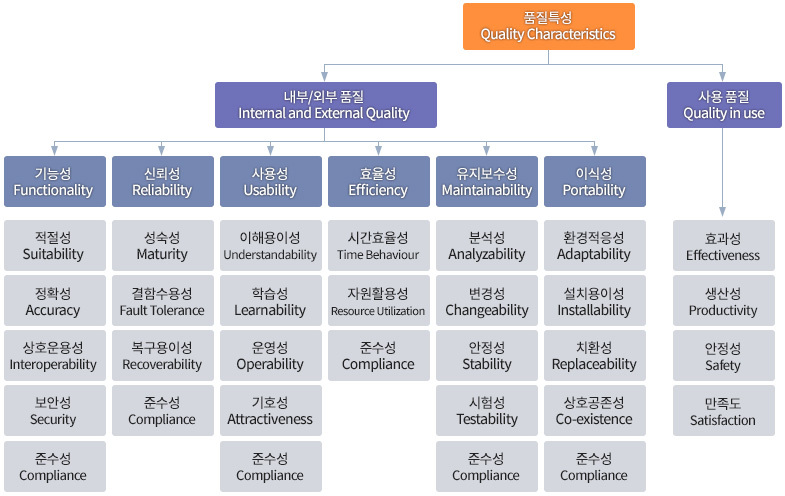 품질특성
Quality Characteristics
내부/외부 품질
Internal and External Quality
사용 품질
Quality in use
기능성
Functionality
신뢰성
Reliability
사용성
Usability
효율성
Efficiency
유지보수성
Maintainability
이식성
Portability
적절성
Suitability
성숙성
Maturity
이해용이성
Understandability
시간효율성
Time Behaviour
분석성
Analyzability
환경적응성
Adaptability
효과성
Effectiveness
정확성
Accuracy
결함수용성
Fault Tolerance
학습성
Learnability
자원활용성
Resource Utilization
변경성
Changeability
설치용이성
Installability
생산성
Productivity
상호운용성
Interoperability
복구용이성
Recoverability
운영성
Operability
준수성
Compliance
안정성
Stability
치환성
Replaceability
안정성
Safety
보안성
Security
준수성
Compliance
기호성
Attractiveness
시험성
Testability
상호공존성
Co-existence
만족도
Satisfaction
준수성
Compliance
준수성
Compliance
준수성
Compliance
준수성
Compliance